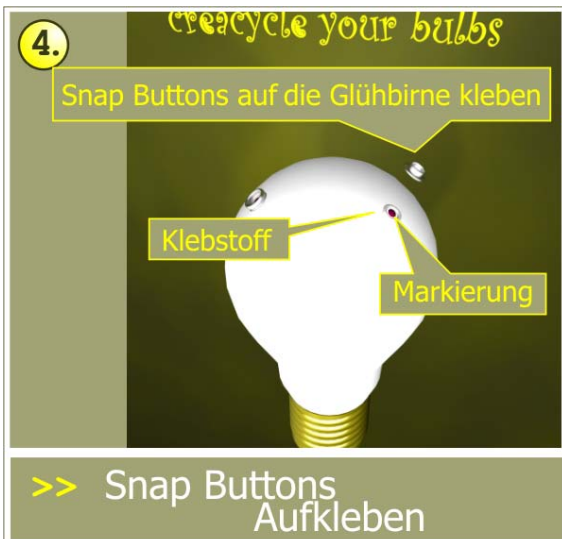 creacycle your bulbs
4.
Snap Buttons auf die Glühbirne kleben
Klebstoff
Markierung
>> Snap Buttons
Aufkleben